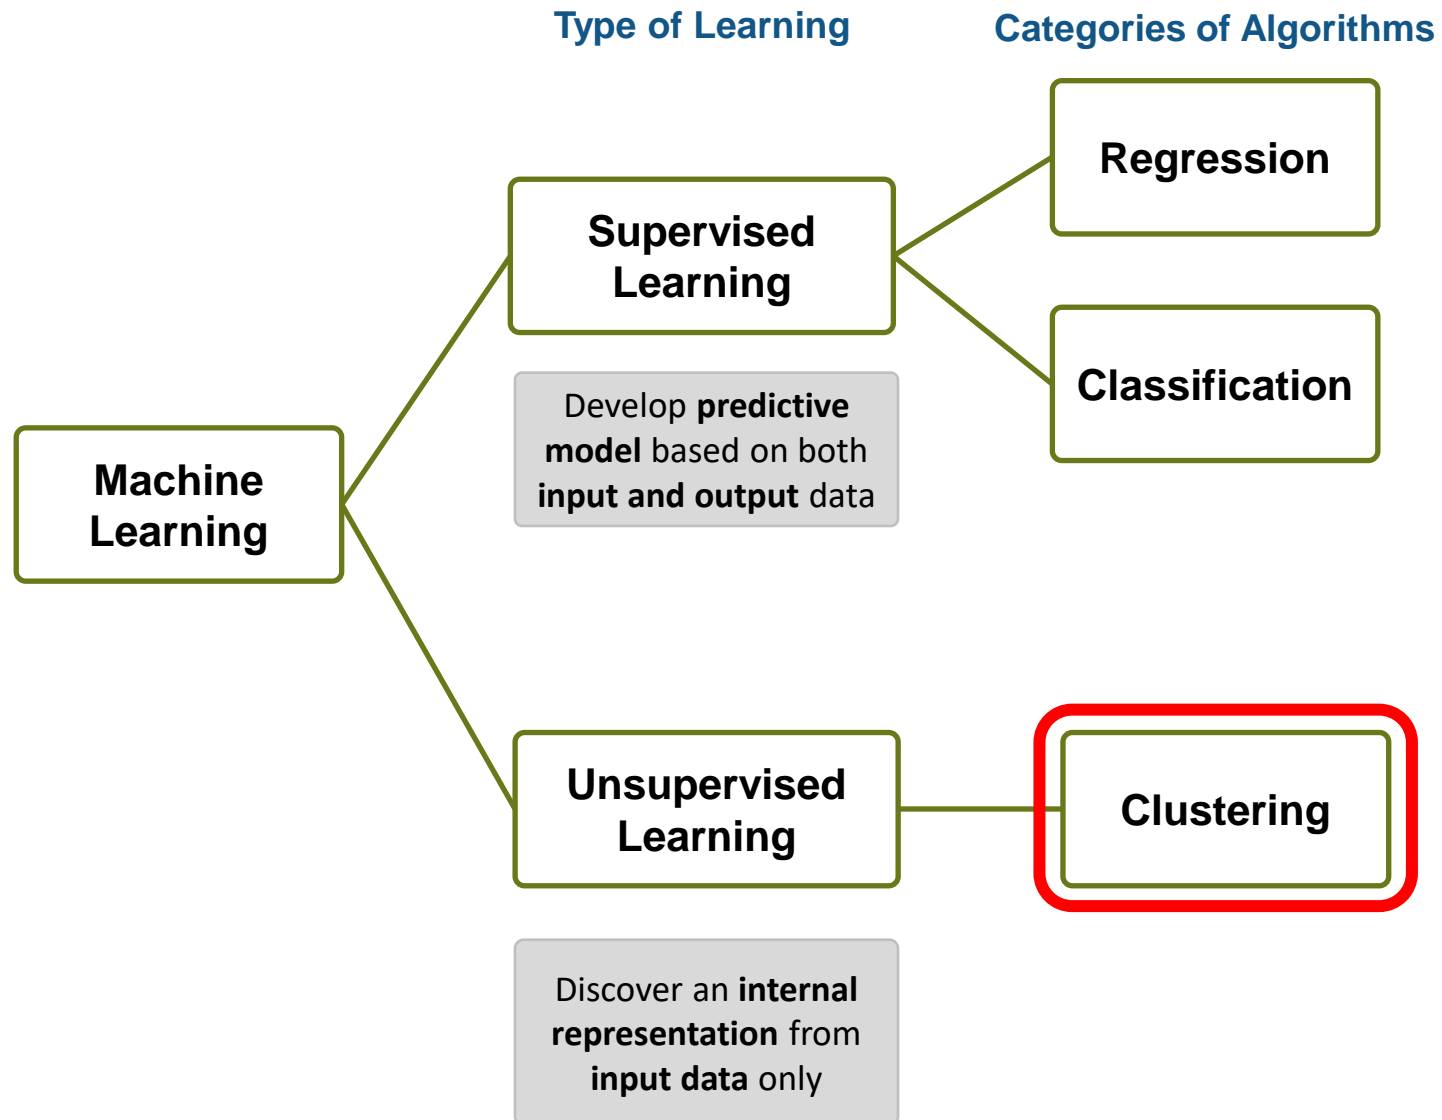 Type of Learning
Categories of Algorithms
Regression
Supervised
Learning
Classification
Develop predictive
model based on both
input and output data
Machine
Learning
Unsupervised
Learning
Clustering
Discover an internal
representation from
input data only